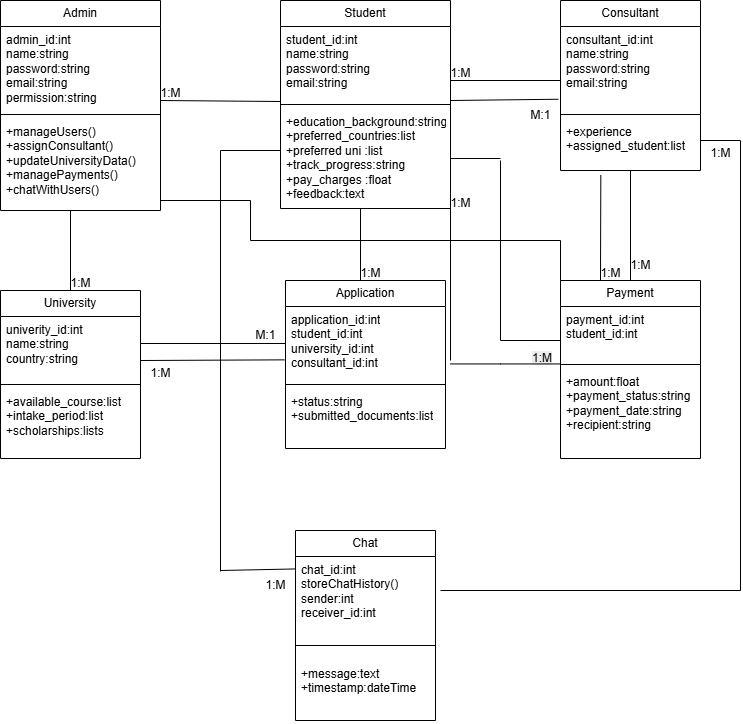 Admin
admin_id:int
name:string
password:string
email:string
permission:string
+manageUsers()
+assignConsultant()
+updateUniversityData()
+managePayments()
+chatWithUsers()
1:M
Student
student_id:int
name:string
password:string
email:string
+education_background:string
+preferred_countries:list
+preferred uni :list
+track_progress:string
+pay_charges :float
+feedback:text
1:M
M:1
1:M
Consultant
consultant_id:int
name:string
password:string
email:string
+experience
+assigned_student:list
1:M
1:M
1:M
1:M
1:M
University
univerity_id:int
name:string
country:string
+available_course:list
+intake_period:list
+scholarships:lists
M:1
1:M
Application
application_id:int
student_id:int
university_id:int
consultant_id:int
+status:string
+submitted_documents:list
1:M
Payment
payment_id:int
student_id:int
+amount:float
+payment_status:string
+payment_date:string
+recipient:string
Chat
chat_id:int
storeChatHistory()
sender:int
receiver_id:int
+message:text
+timestamp:dateTime
1:M